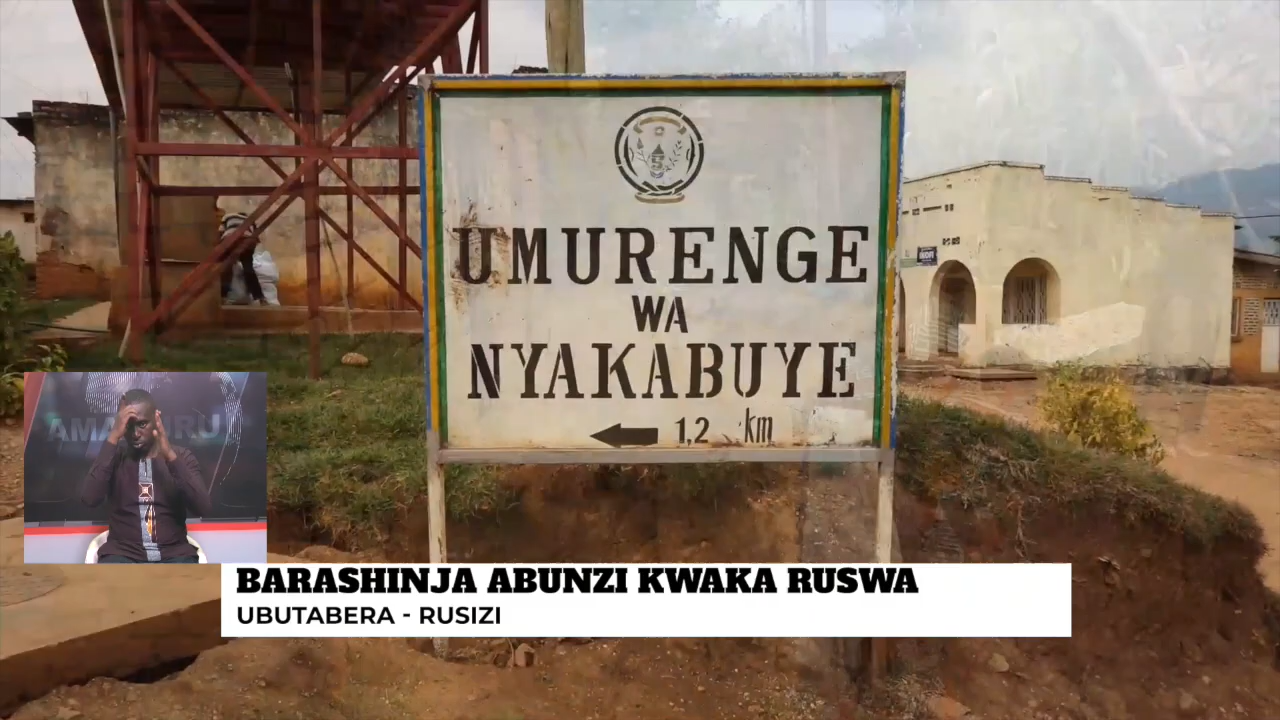 UMURENGE
WA
NYAKABUYE
1,2 km
BARASHINJA ABUNZI KWAKA RUSWA
UBUTABERA - RUSIZI